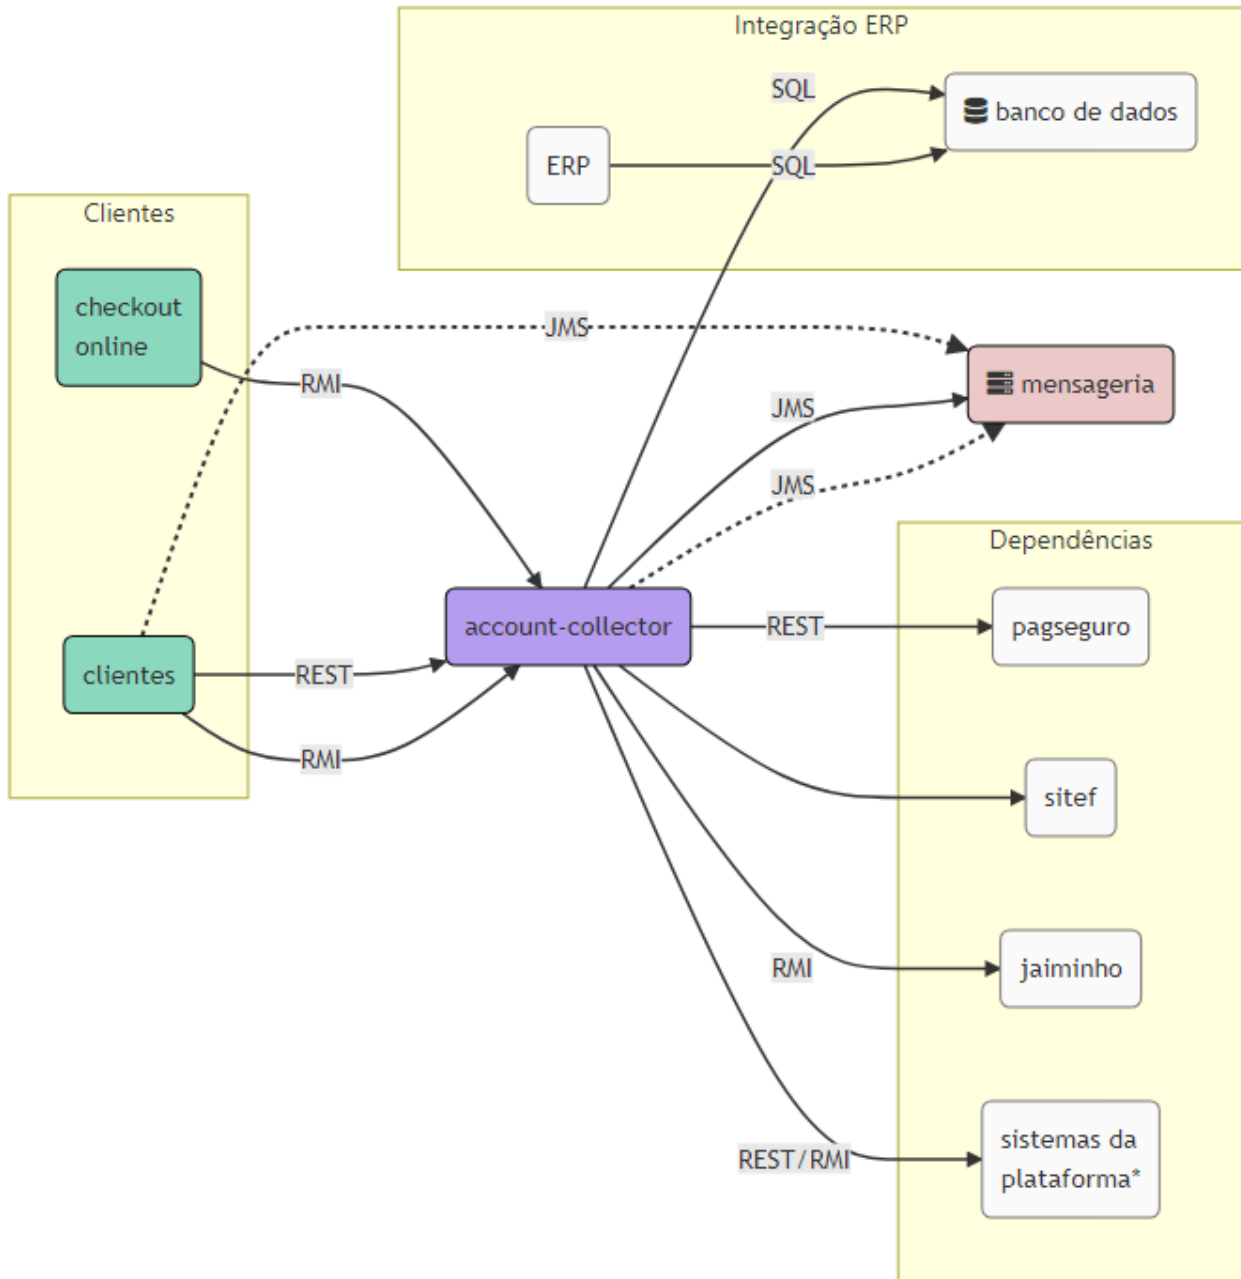 Integração ERP
SQL
banco de dados
ERP
SQL
Clientes
checkout
online
JMS
RMI
mensageria
JMS
JMS
Dependências
account-collector
REST
pagseguro
clientes
REST
RMI
sitef
RMI
jaiminho
REST/RMI
sistemas da
plataforma*